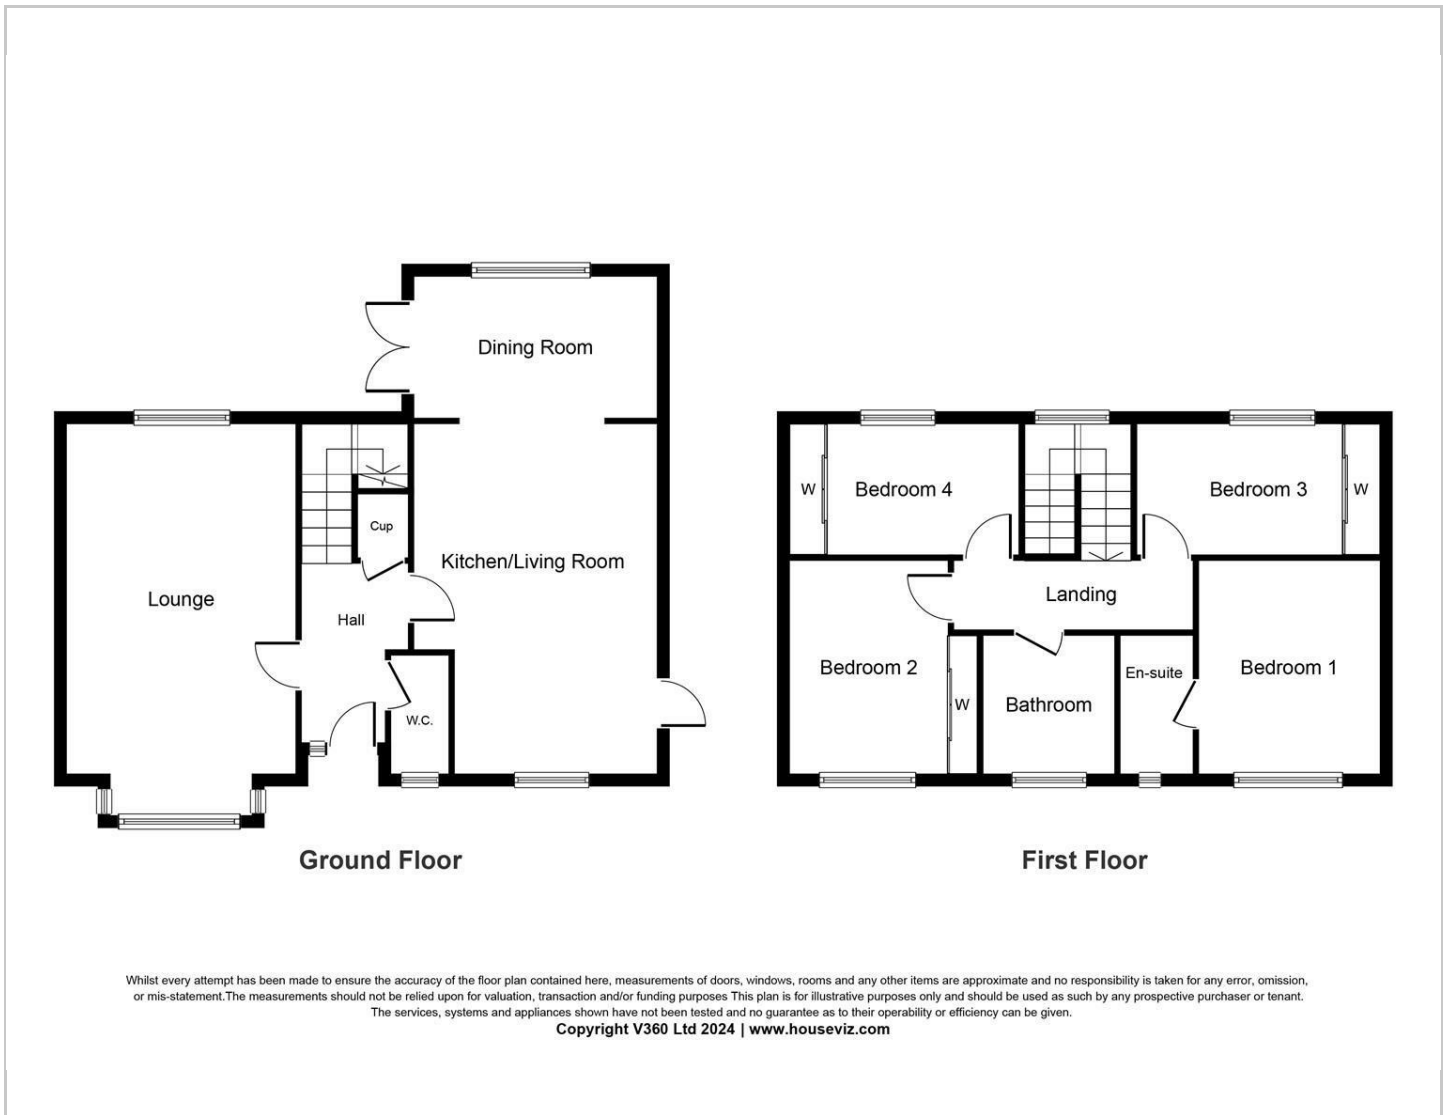 Dining Room
Kitchen/Living Room
Cup
Lounge
Hall
W.C.
Ground Floor
W
Bedroom 4
Bedroom 3
W
Landing
Bedroom 2
W
Bathroom
En-suite
Bedroom 1
First Floor
Whilst every attempt has been made to ensure the accuracy of the floor plan contained here, measurements of doors, windows, rooms and any other items are approximate and no responsibility is taken for any error, omission,
or mis-statement.The measurements should not be relied upon for valuation, transaction and/or funding purposes This plan is for illustrative purposes only and should be used as such by any prospective purchaser or tenant.
The services, systems and appliances shown have not been tested and no guarantee as to their operability or efficiency can be given.
Copyright V360 Ltd 2024 | www.houseviz.com